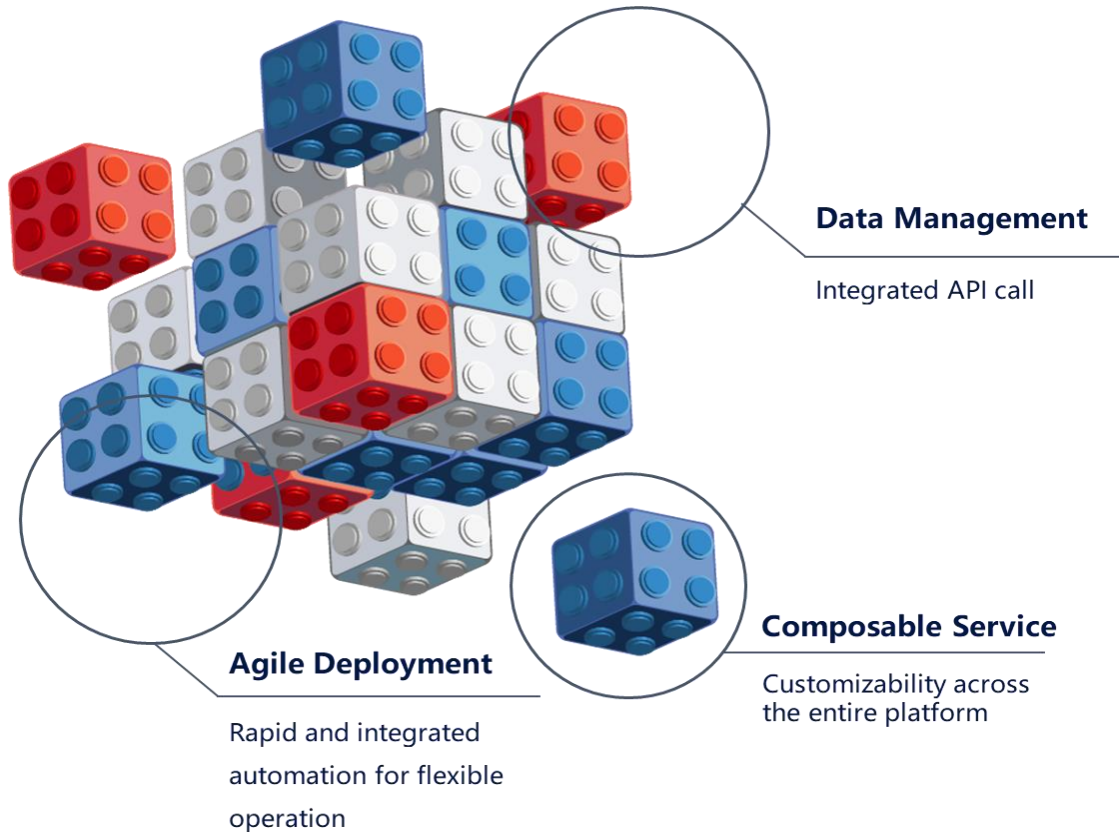 Data Management
Integrated API call
Composable Service
Customizability across
the entire platform
Agile Deployment
Rapid and integrated
automation for flexible
operation